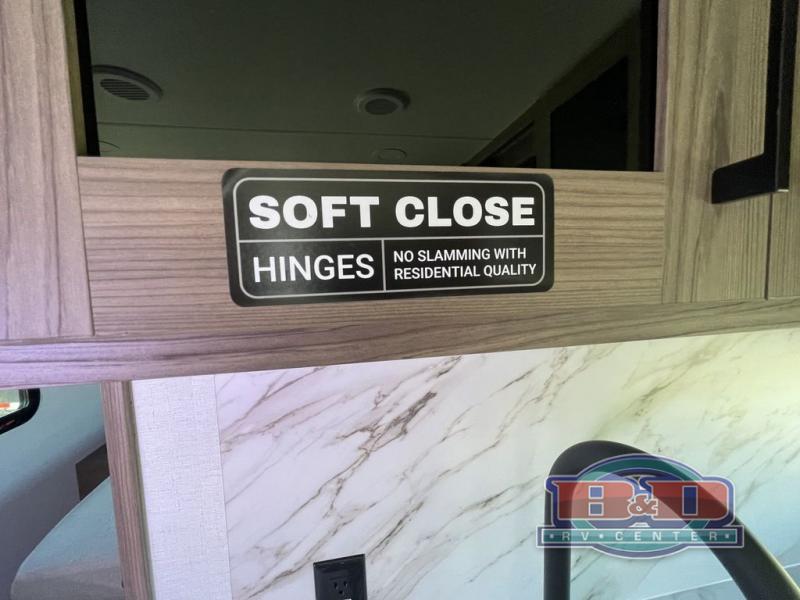 SOFT CLOSE
HINGES
NO SLAMMING WITH
RESIDENTIAL QUALITY
B&D
RV CENTER